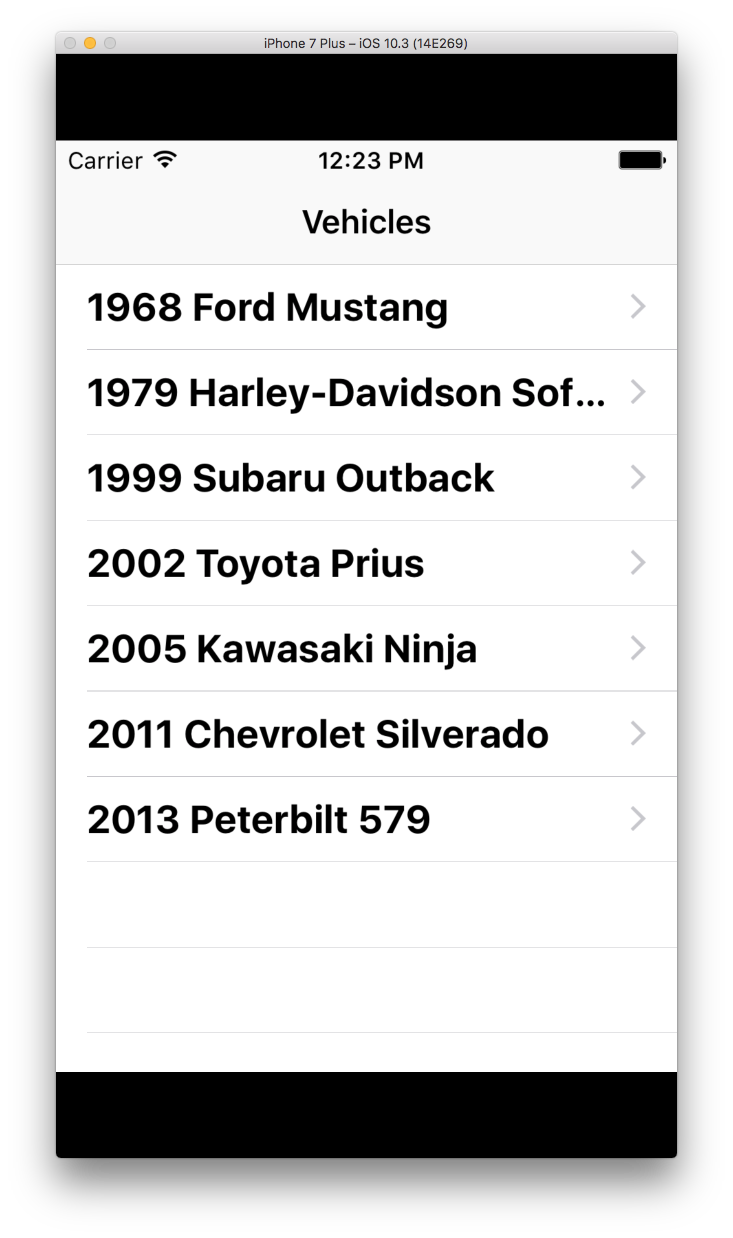 iPhone 7 Plus – iOS 10.3 (14E269)
Carrier 12:23 PM
Vehicles
1968 Ford Mustang
1979 Harley-Davidson Sof...
1999 Subaru Outback
2002 Toyota Prius
2005 Kawasaki Ninja
2011 Chevrolet Silverado
2013 Peterbilt 579